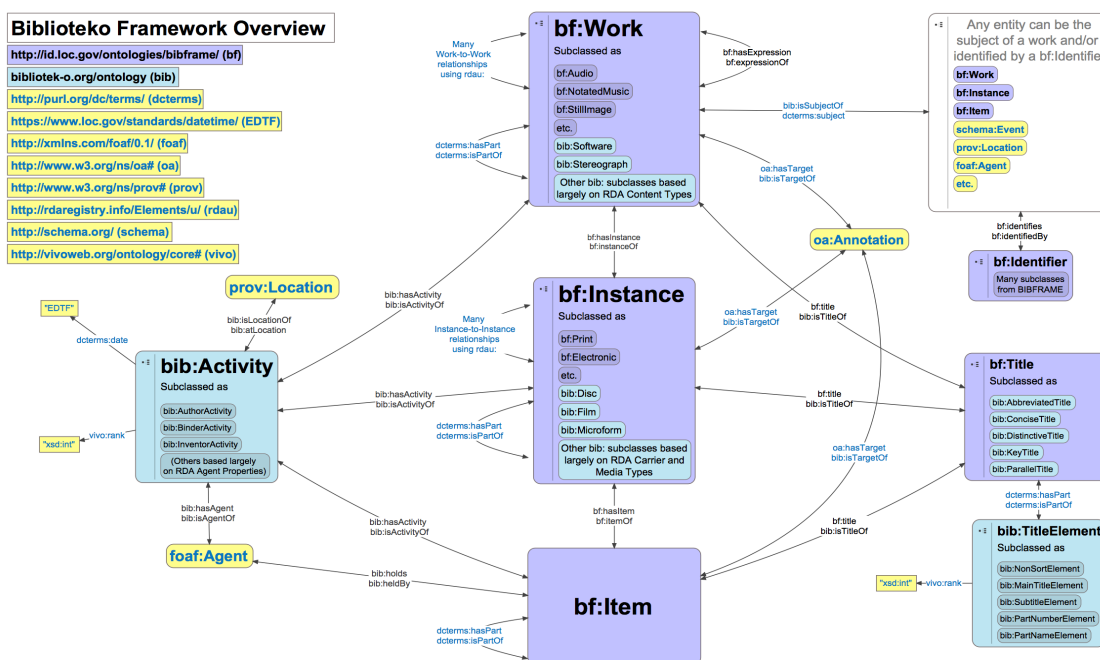 Biblioteko Framework Overview
http://id.loc.gov/ontologies/bibframe/ (bf)
bibliotek-o.org/ontology (bib)
http://purl.org/dc/terms/ (dcterms)
https://www.loc.gov/standards/datetime/ (EDTF)
http://xmlns.com/foaf/0.1/ (foaf)
http://www.w3.org/ns/oa# (oa)
http://www.w3.org/ns/prov# (prov)
http://rdaregistry.info/Elements/u/ (rdau)
http://schema.org/ (schema)
http://vivoweb.org/ontology/core# (vivo)
bf:Work
Subclassed as
bf:Audio
bf:NotatedMusic
bf:StillImage
etc.
bib:Software
bib:Stereograph
Other bib: subclasses based
largely on RDA Content Types
Many
Work-to-Work
relationships
using rdau:
dcterms:hasPart
dcterms:isPartOf
bf:hasExpression
bf:expressionOf
bib:isSubjectOf
dcterms:subject
Any entity can be the
subject of a work and/or
identified by a bf:Identifie
bf:Work
bf:Instance
bf:Item
schema:Event
prov:Location
foaf:Agent
etc.
oa:hasTarget
bib:isTargetOf
oa:Annotation
bf:identifies
bf:identifiedBy
bf:Identifier
Many subclasses
from BIBFRAME
bf:hasInstance
bf:instanceOf
prov:Location
"EDTF"
dcterms:date
bib:isLocationOf
bib:atLocation
bib:hasActivity
bib:isActivityOf
bf:Instance
Subclassed as
bf:Print
bf:Electronic
etc.
bib:Disc
bib:Film
bib:Microform
Other bib: subclasses based
largely on RDA Carrier and
Media Types
Many
Instance-to-Instance
relationships
using rdau:
dcterms:hasPart
dcterms:isPartOf
oa:hasTarget
bib:isTargetOf
bf:title
bib:isTitleOf
bib:Activity
Subclassed as
bib:AuthorActivity
bib:BinderActivity
bib:InventorActivity
(Others based largely
on RDA Agent Properties)
"xsd:int"
vivo:rank
bib:hasActivity
bib:isActivityOf
bf:title
bib:isTitleOf
bf:Title
Subclassed as
bib:AbbreviatedTitle
bib:ConciseTitle
bib:DistinctiveTitle
bib:KeyTitle
bib:ParallelTitle
oa:hasTarget
bib:isTargetOf
dcterms:hasPart
dcterms:isPartOf
bib:hasAgent
bib:isAgentOf
bib:hasActivity
bib:isActivityOf
bf:hasItem
bf:itemOf
bf:title
bib:isTitleOf
bib:TitleElement
Subclassed as
bib:NonSortElement
bib:MainTitleElement
bib:SubtitleElement
bib:PartNumberElement
bib:PartNameElement
"xsd:int"
vivo:rank
foaf:Agent
bib:holds
bib:heldBy
bf:Item
dcterms:hasPart
dcterms:isPartOf